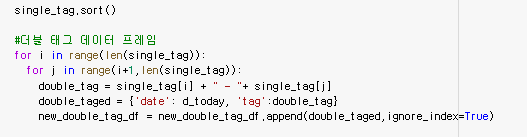 single_tag.sort()
#더블 태그 데이터 프레임
for i in range(len(single_tag)):
for j in range(i+1,len(single_tag)):
double_tag = single_tag[i] + " - "+ single_tag[j]
double_taged = {'date': d_today, 'tag':double_tag}
new_double_tag_df = new_double_tag_df.append(double_taged,ignore_index=True)